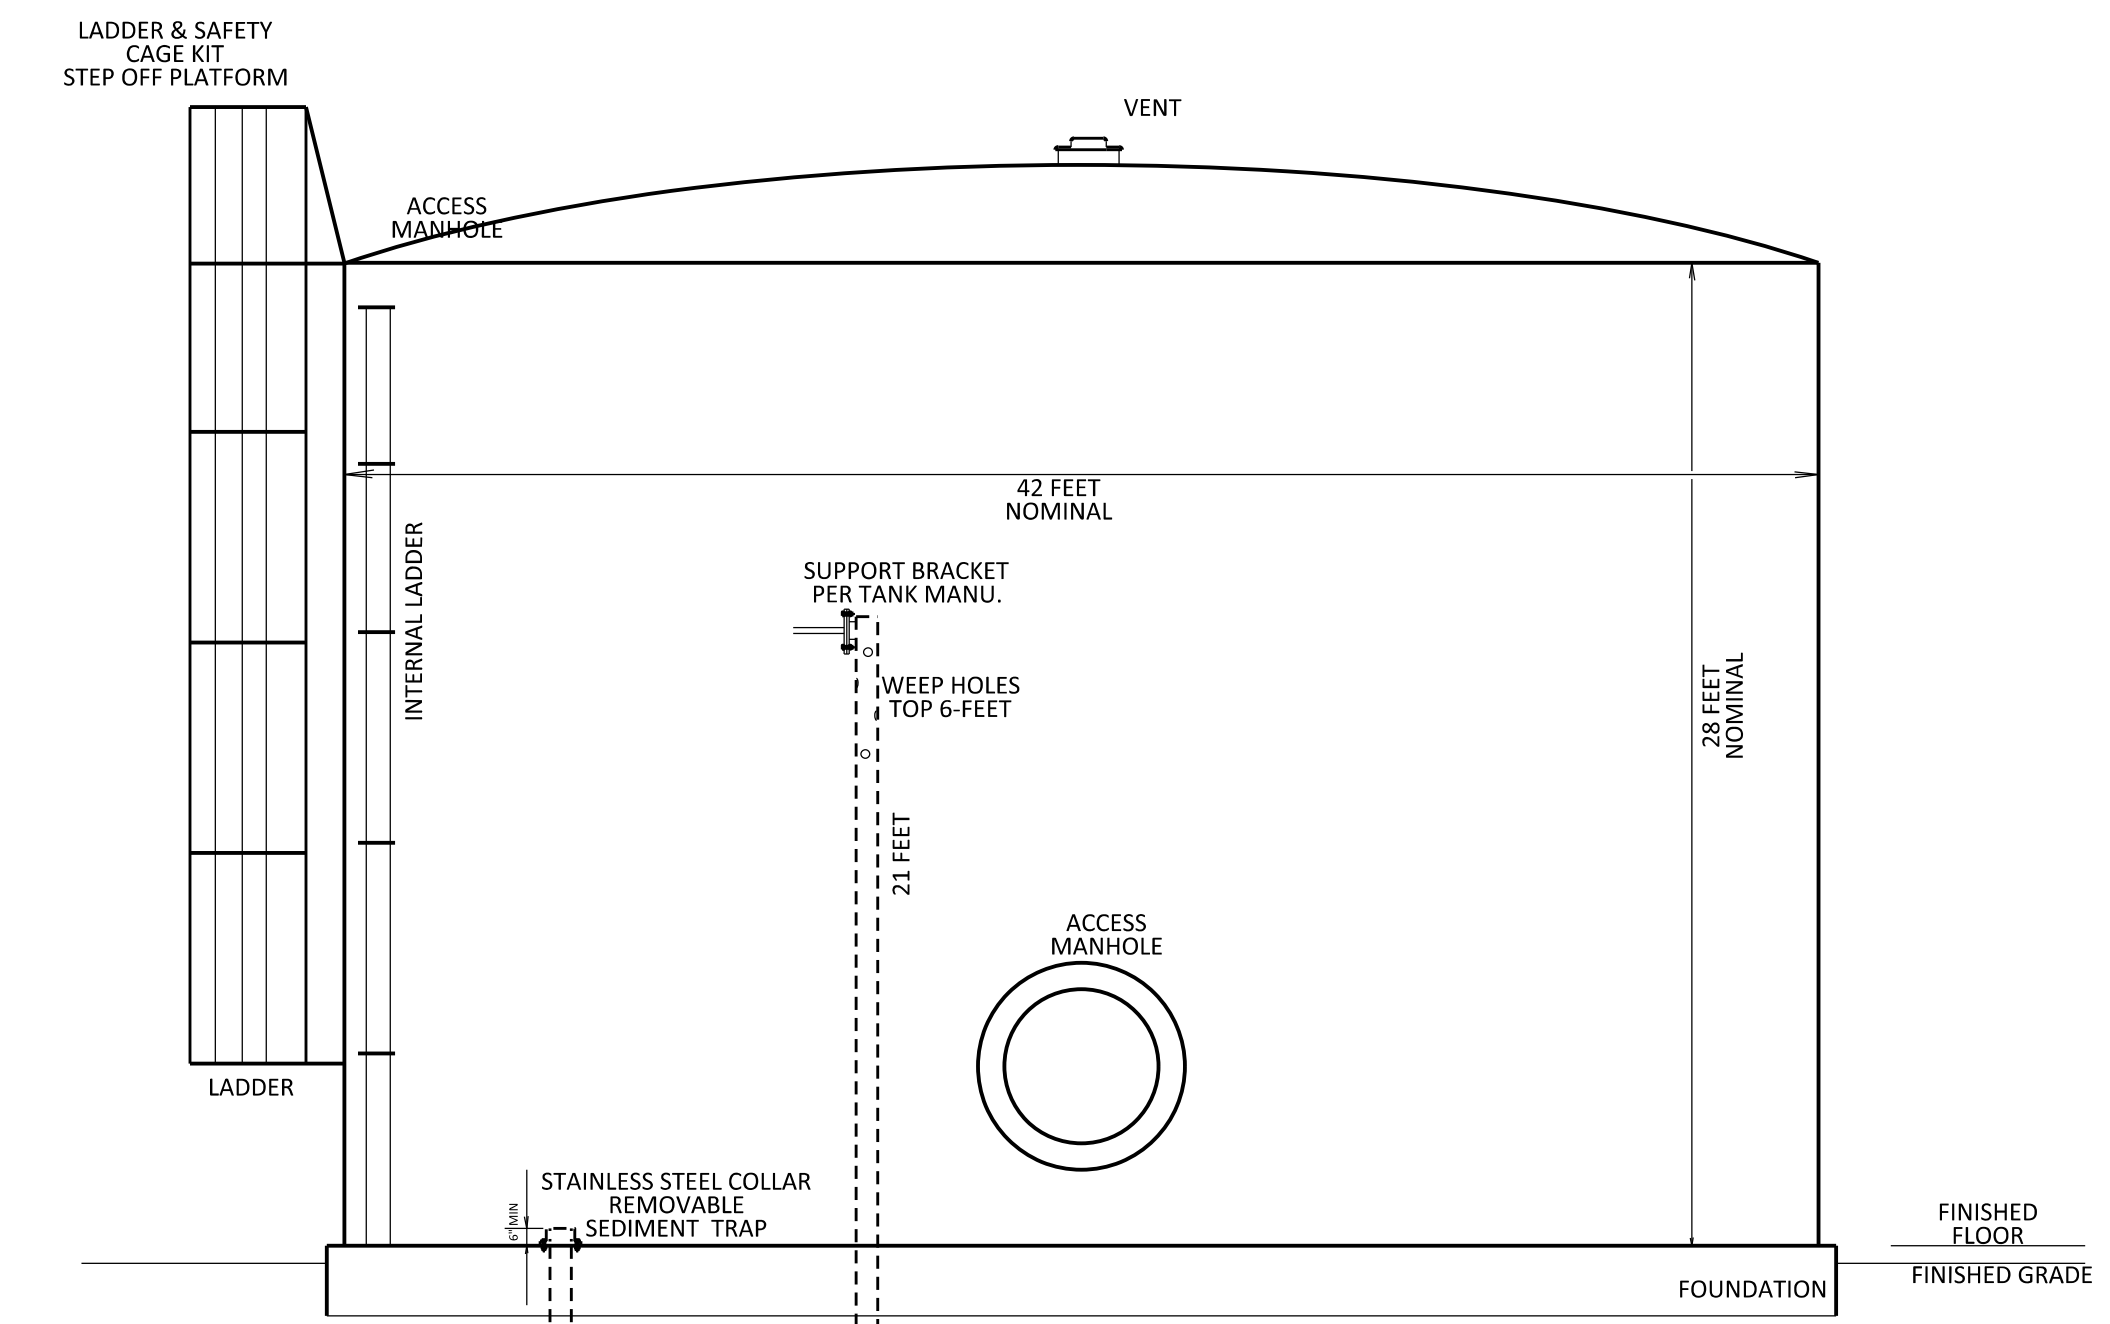 LADDER & SAFETY
CAGE KIT
STEP OFF PLATFORM
VENT
ACCESS
MANHOLE
42 FEET
NOMINAL
INTERNAL LADDER
SUPPORT BRACKET
PER TANK MANU.
WEEP HOLES
TOP 6-FEET
28 FEET
NOMINAL
21 FEET
ACCESS
MANHOLE
LADDER
STAINLESS STEEL COLLAR
REMOVABLE
SEDIMENT TRAP
6" MIN
FINISHED
FLOOR
FINISHED GRADE
FOUNDATION